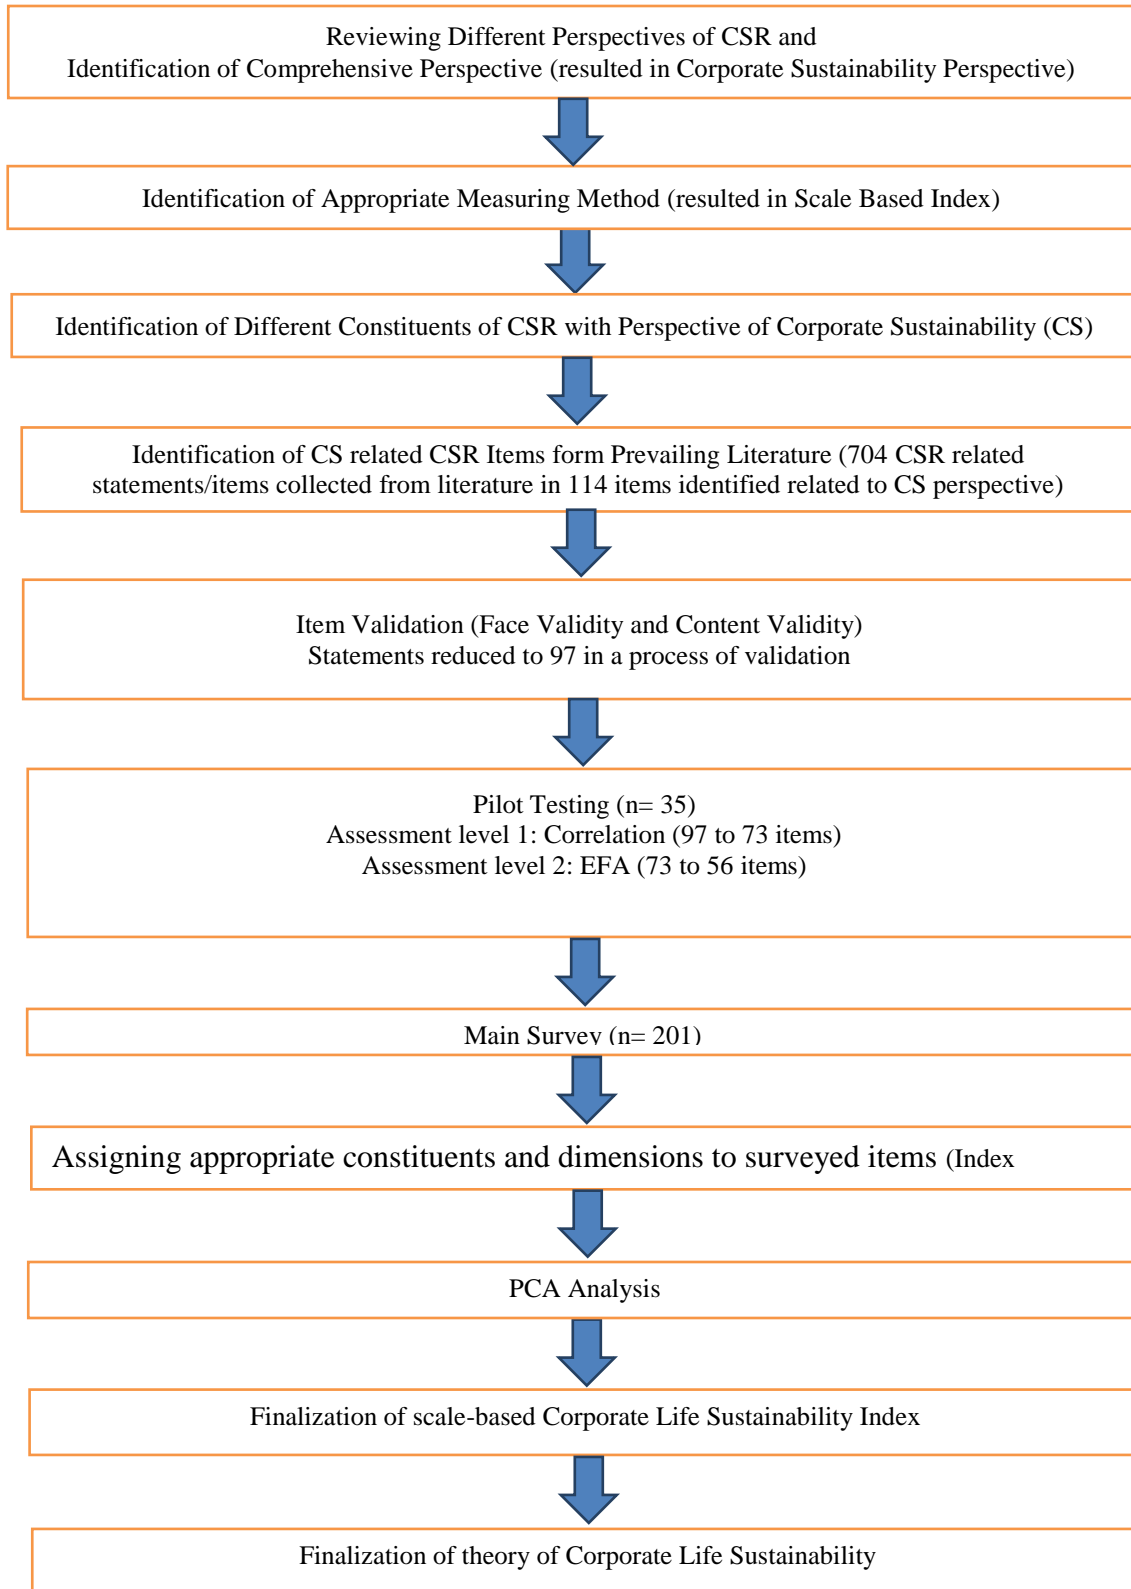 Reviewing Different Perspectives of CSR and
Identification of Comprehensive Perspective (resulted in Corporate Sustainability Perspective)
Identification of Appropriate Measuring Method (resulted in Scale Based Index)
Identification of Different Constituents of CSR with Perspective of Corporate Sustainability (CS)
Identification of CS related CSR Items form Prevailing Literature (704 CSR related
statements/items collected from literature in 114 items identified related to CS perspective)
Item Validation (Face Validity and Content Validity)
Statements reduced to 97 in a process of validation
Pilot Testing (n= 35)
Assessment level 1: Correlation (97 to 73 items)
Assessment level 2: EFA (73 to 56 items)
Main Survey (n= 201)
Assigning appropriate constituents and dimensions to surveyed items (Index
PCA Analysis
Finalization of scale-based Corporate Life Sustainability Index
Finalization of theory of Corporate Life Sustainability